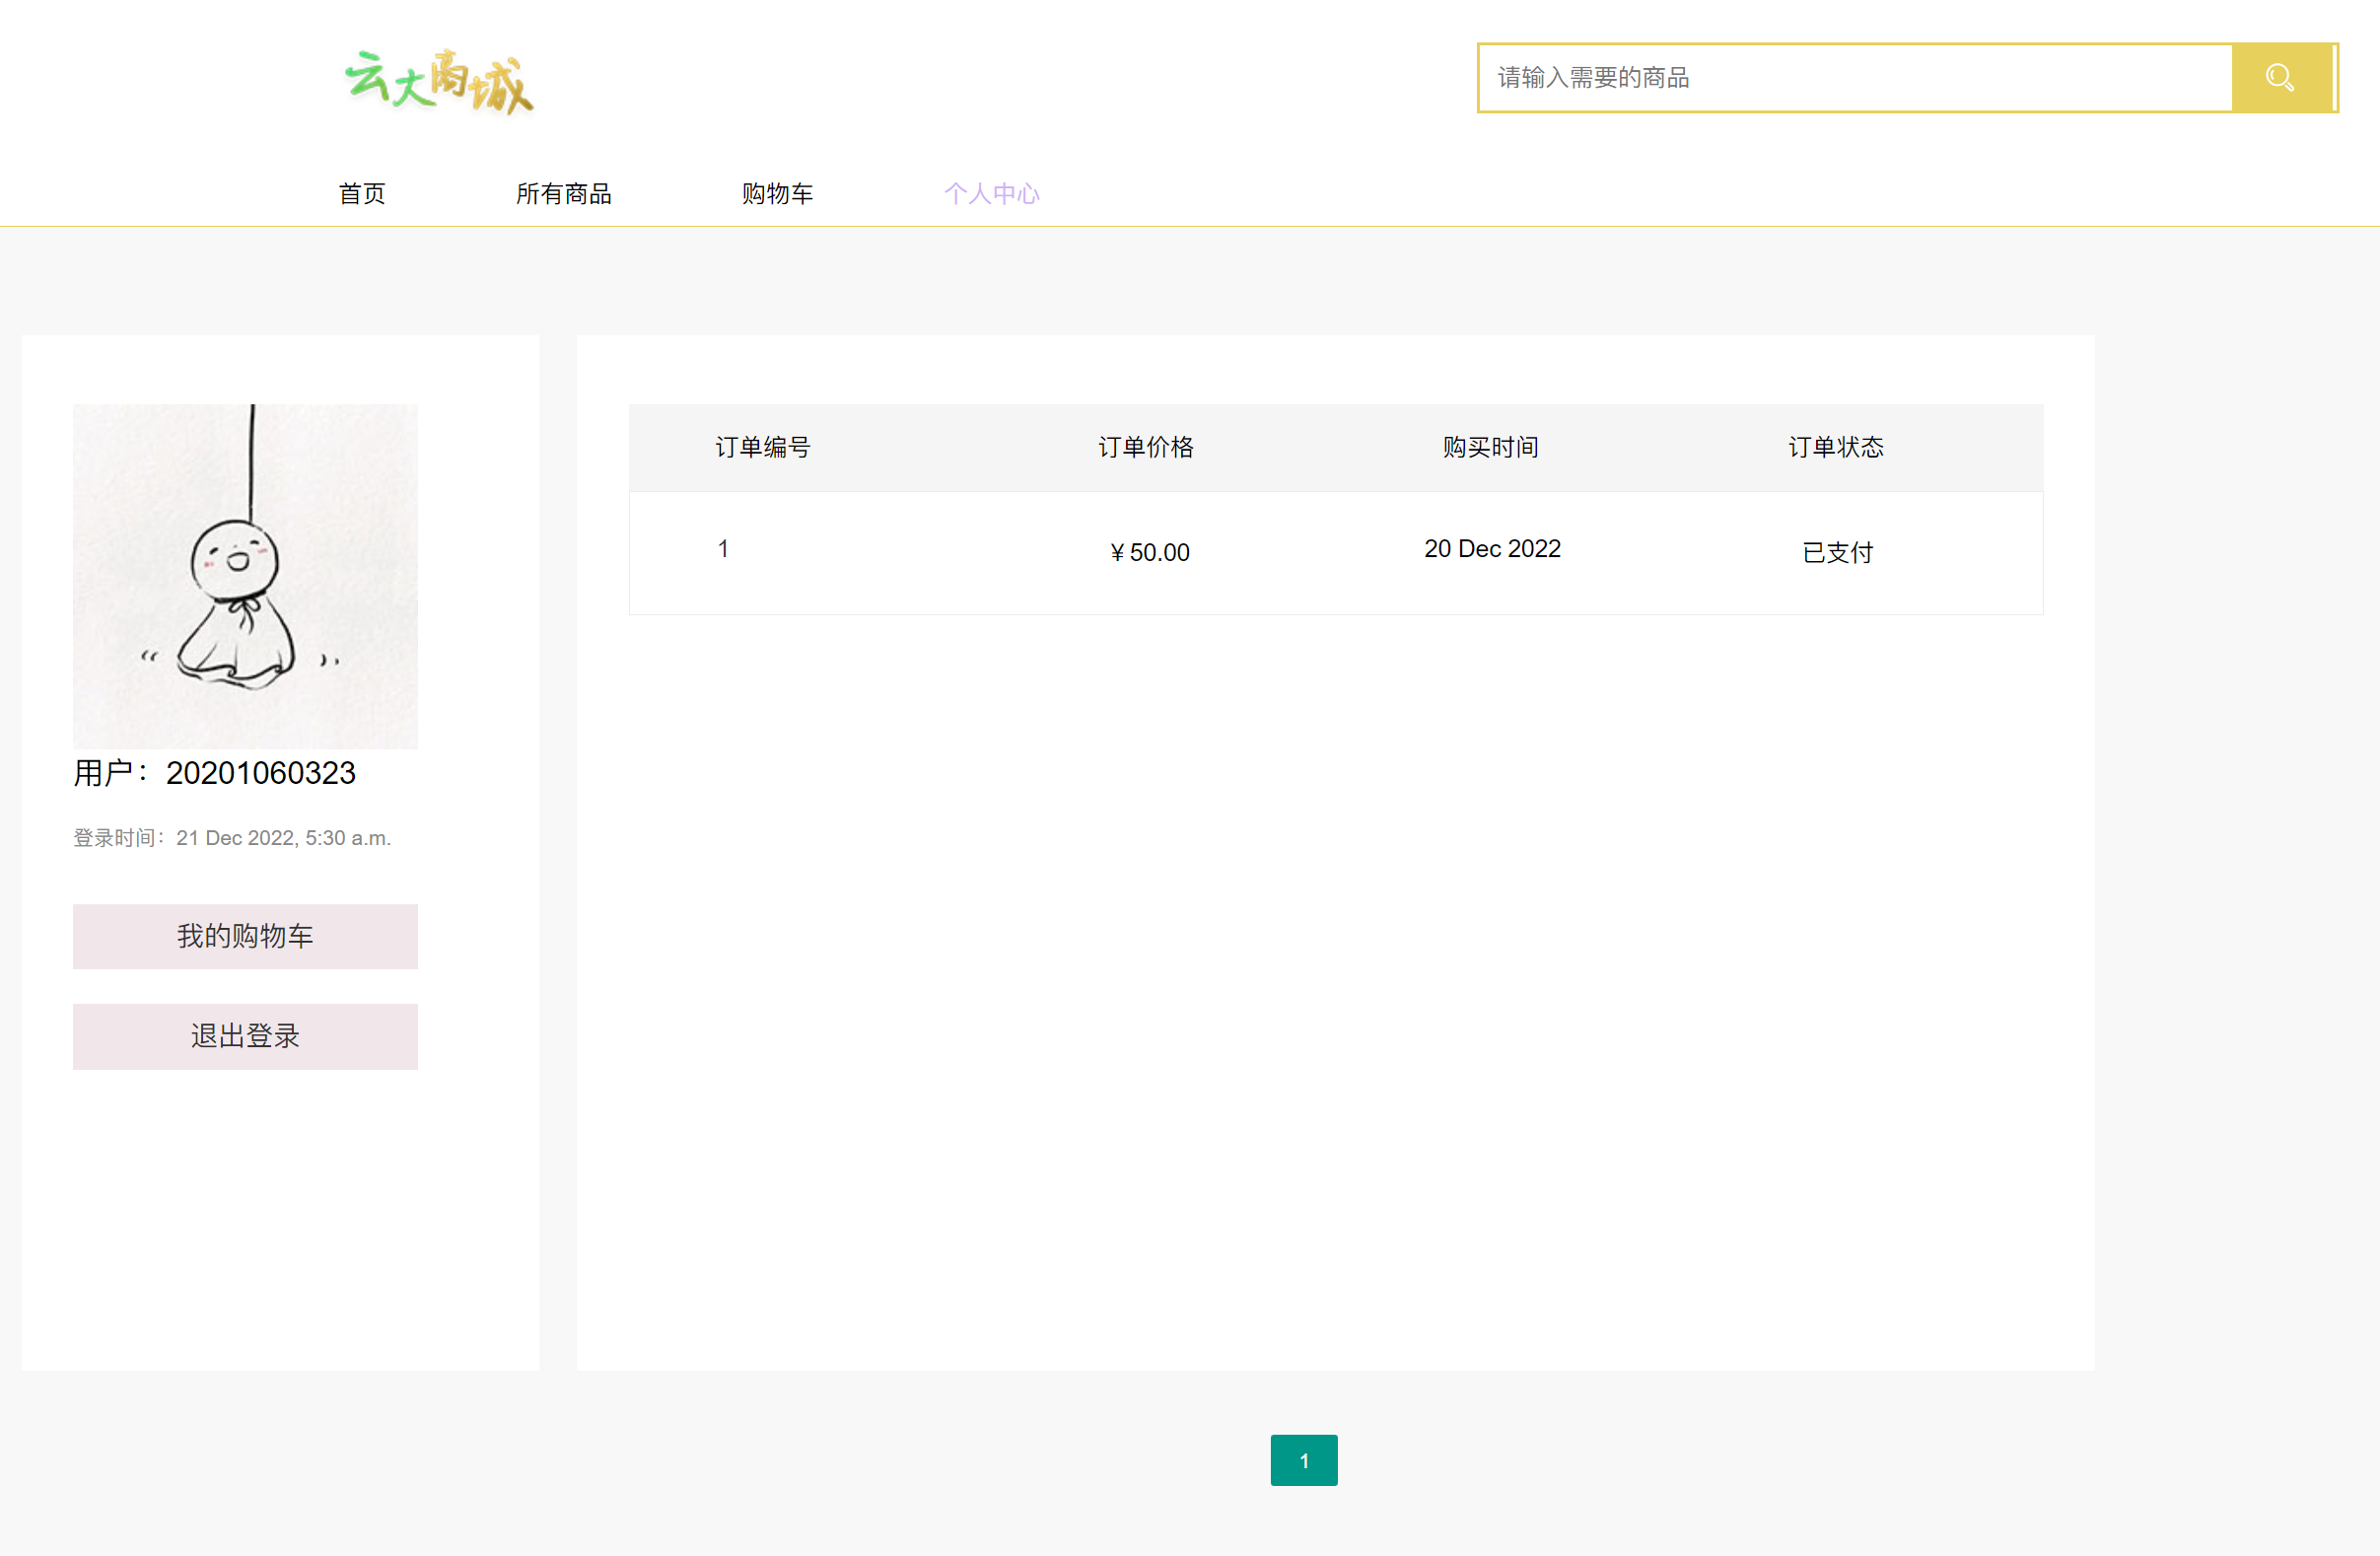 云大商城
请输入需要的商品
首页 所有商品 购物车 个人中心
订单编号 订单价格 购买时间 订单状态
1 ￥50.00 20 Dec 2022 已支付
用户：20201060323
登录时间：21 Dec 2022, 5:30 a.m.
我的购物车
退出登录
1